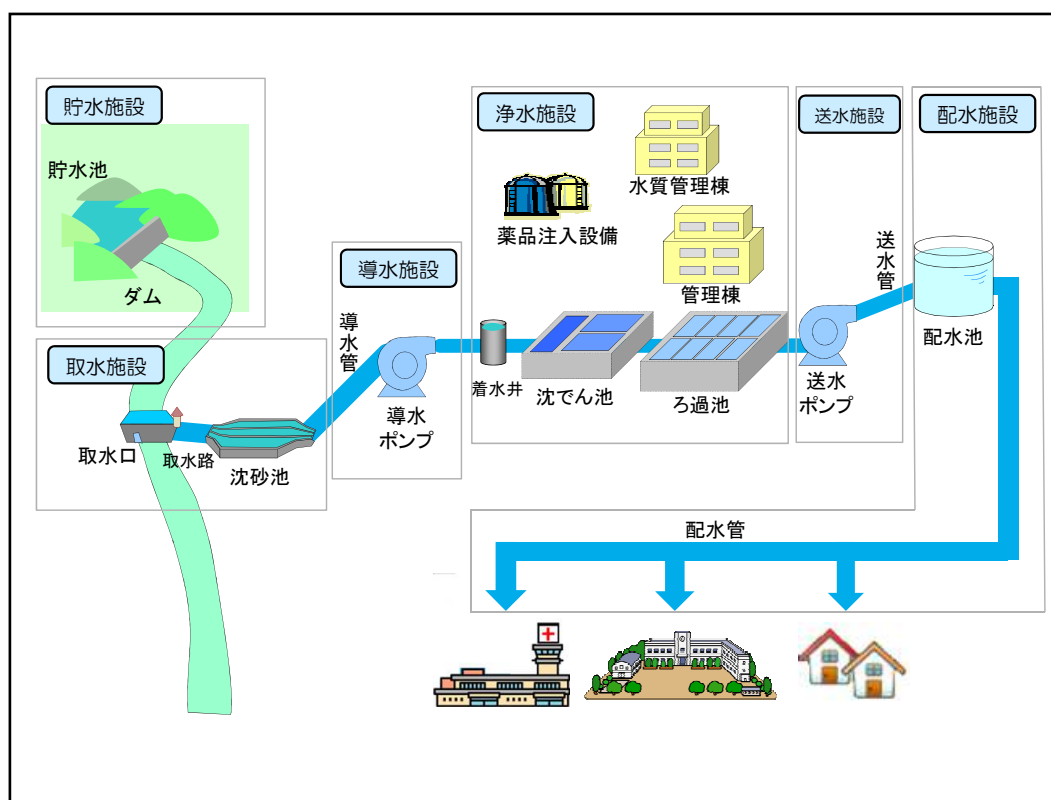 貯水施設
貯水池
ダム
取水施設
取水口
取水路
沈砂池
導水施設
導水管
導水
ポンプ
浄水施設
水質管理棟
薬品注入設備
管理棟
着水井
沈でん池
ろ過池
送水施設
送水管
送水
ポンプ
配水施設
配水池
配水管